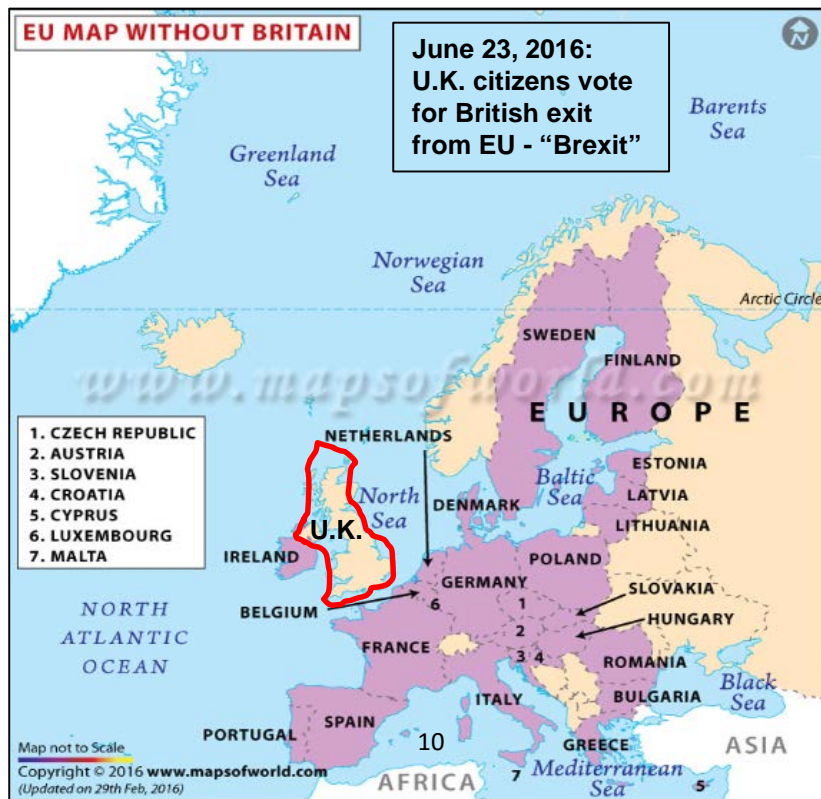 EU MAP WITHOUT BRITAIN
June 23, 2016:
U.K. citizens vote
for British exit
from EU - “Brexit”
N
Barents
Sea
Greenland
Sea
Norwegian
Sea
Arctic Circle
SWEDEN
FINLAND
www.mapsofworld.com
EUROPE
1. CZECH REPUBLIC
2. AUSTRIA
3. SLOVENIA
4. CROATIA
5. CYPRUS
6. LUXEMBOURG
7. MALTA
NETHERLANDS
ESTONIA
North
Sea
Baltic
Sea
DENMARK
LATVIA
LITHUANIA
U.K.
IRELAND
POLAND
GERMANY
SLOVAKIA
BELGIUM
6
1
HUNGARY
NORTH
ATLANTIC
OCEAN
2
FRANCE
3
4
ROMANIA
Black
Sea
ITALY
BULGARIA
PORTUGAL
SPAIN
10
GREECE
ASIA
Map not to Scale
Copyright © 2016 www.mapsofworld.com
(Updated on 29th Feb, 2016)
AFRICA
7
Mediterranean
Sea
5